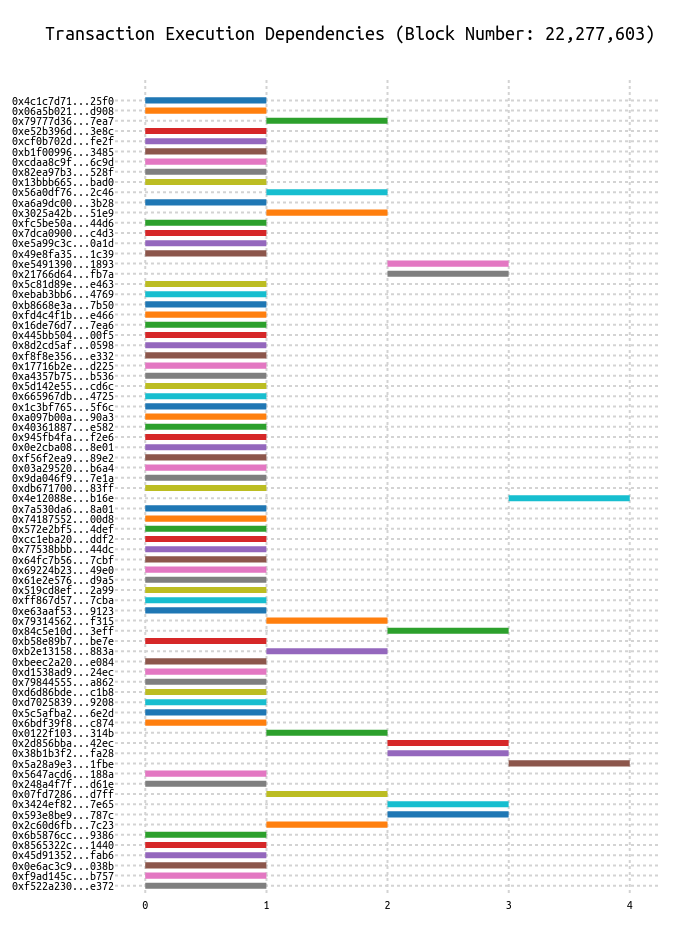 Transaction Execution Dependencies (Block Number: 22,277,603)
0x4c1c7d71...25f0
0x06a5b021...d908
0x79777d36...7ea7
0xe52b396d...3e8c
0xcf0b702d...fe2f
0xb1f00996...3485
0xcdaa8c9f...6c9d
0x82ea97b3...528f
0x13bbb665...bad0
0x56a0df76...2c46
0xa6a9dc00...3b28
0x3025a42b...51e9
0xfc5be50a...44d6
0x7dca0900...c4d3
0xe5a99c3c...0a1d
0x49e8fa35...1c39
0xe5491390...1893
0x21766d64...fb7a
0x5c81d89e...e463
0xebab3bb6...4769
0xb8668e3a...7b50
0xfd4c4f1b...e466
0x16de76d7...7ea6
0x445bb504...00f5
0x8d2cd5af...0598
0xf8f8e356...e332
0x17716b2e...d225
0xa4357b75...b536
0x5d142e55...cd6c
0x665967db...4725
0x1c3bf765...5f6c
0xa097b00a...90a3
0x40361887...e582
0x945fb4fa...f2e6
0x0e2cba08...8e01
0xf56f2ea9...89e2
0x03a29520...b6a4
0x9da046f9...7e1a
0xdb671700...83ff
0x4e12088e...b16e
0x7a530da6...8a01
0x74187552...00d8
0x572e2bf5...4def
0xcc1eba20...ddf2
0x77538bbb...44dc
0x64fc7b56...7cbf
0x69224b23...49e0
0x61e2e576...d9a5
0x519cd8ef...2a99
0xff867d57...7cba
0xe63aaf53...9123
0x79314562...f315
0x84c5e10d...3eff
0xb58e89b7...be7e
0xb2e13158...883a
0xbeec2a20...e084
0xd1538ad9...24ec
0x79844555...a862
0xd6d86bde...c1b8
0xd7025839...9208
0x5c5afba2...6e2d
0x6bdf39f8...c874
0x0122f103...314b
0x2d856bba...42ec
0x38b1b3f2...fa28
0x5a28a9e3...1fbe
0x5647acd6...188a
0x248a4f7f...d61e
0x07fd7286...d7ff
0x3424ef82...7e65
0x593e8be9...787c
0x2c60d6fb...7c23
0x6b5876cc...9386
0x8565322c...1440
0x45d91352...fab6
0x0e6ac3c9...038b
0xf9ad145c...b757
0xf522a230...e372
0 1 2 3 4